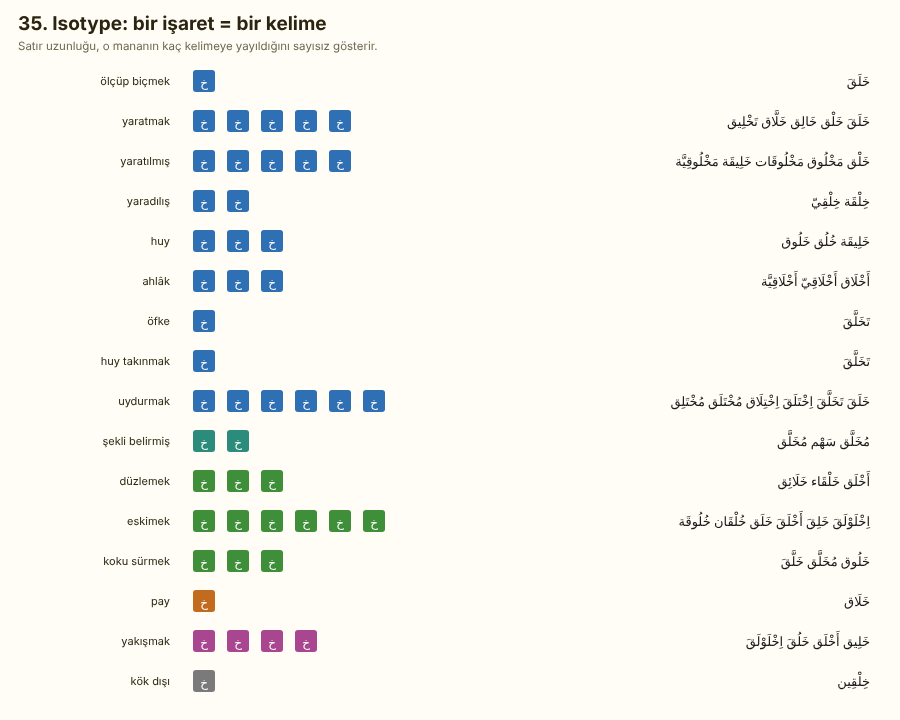 35. Isotype: bir işaret = bir kelime
Satır uzunluğu, o mananın kaç kelimeye yayıldığını sayısız gösterir.
ölçüp biçmek خ خَلَقَ
yaratmak خ خ خ خ خ خَلَقَ خَلْق خَالِق خَلَّاق تَخْلِيق
yaratılmış خ خ خ خ خ خَلْق مَخْلُوق مَخْلُوقَات خَلِيقَة مَخْلُوقِيَّة
yaradılış خ خ خِلْقَة خِلْقِيّ
huy خ خ خ خَلِيقَة خُلُق خَلُوق
ahlâk خ خ خ أَخْلَاق أَخْلَاقِيّ أَخْلَاقِيَّة
öfke خ تَخَلَّقَ
huy takınmak خ تَخَلَّقَ
uydurmak خ خ خ خ خ خ خَلَقَ تَخَلَّقَ اِخْتَلَقَ اِخْتِلَاق مُخْتَلَق مُخْتَلِق
şekli belirmiş خ خ مُخَلَّق سَهْم مُخَلَّق
düzlemek خ خ خ أَخْلَق خَلْقَاء خَلَائِق
eskimek خ خ خ خ خ خ اِخْلَوْلَقَ خَلِقَ أَخْلَقَ خَلَق خُلْقَان خُلُوقَة
koku sürmek خ خ خ خَلُوق مُخَلَّق خَلَّقَ
pay خ خَلَاق
yakışmak خ خ خ خ خَلِيق أَخْلَق خَلُقَ اِخْلَوْلَقَ
kök dışı خ خِلْقِين